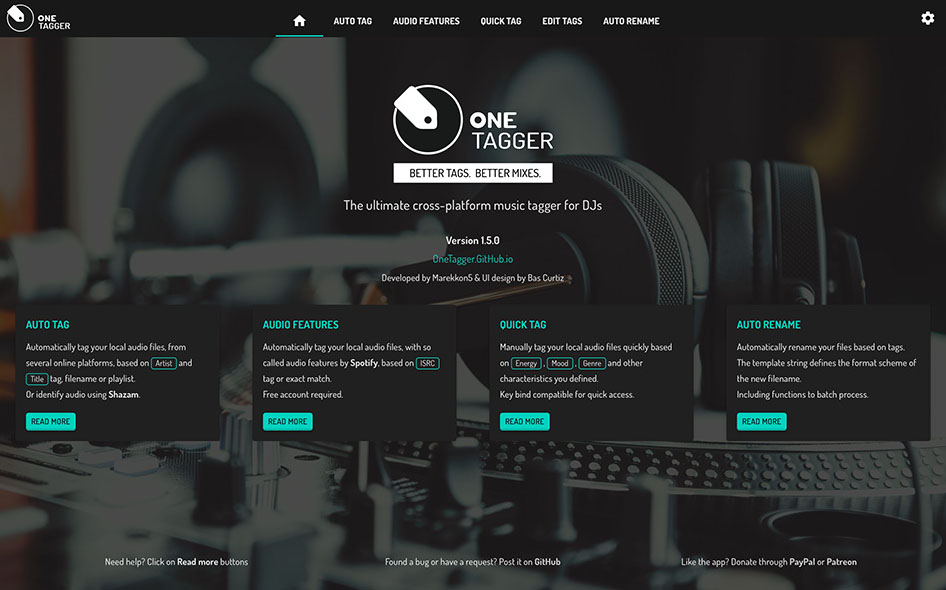 ONE
TAGGER
AUTO TAG
AUDIO FEATURES
QUICK TAG
EDIT TAGS
AUTO RENAME
ONE
TAGGER
BETTER TAGS. BETTER MIXES.
The ultimate cross-platform music tagger for DJs
Version 1.5.0
OneTagger.GitHub.io
Developed by Marekkon5 & UI design by Bas Curtiz
AUTO TAG
Automatically tag your local audio files, from
several online platforms, based on Artist and
Title tag, filename or playlist.
Or identify audio using Shazam.
READ MORE
AUDIO FEATURES
Automatically tag your local audio files, with so
called audio features by Spotify, based on ISRC
tag or exact match.
Free account required.
READ MORE
QUICK TAG
Manually tag your local audio files quickly based
on Energy , Mood , Genre and other
characteristics you defined.
Key bind compatible for quick access.
READ MORE
AUTO RENAME
Automatically rename your files based on tags.
The template string defines the format scheme of
the new filename.
Including functions to batch process.
READ MORE
Need help? Click on Read more buttons
Found a bug or have a request? Post it on GitHub
Like the app? Donate through PayPal or Patreon